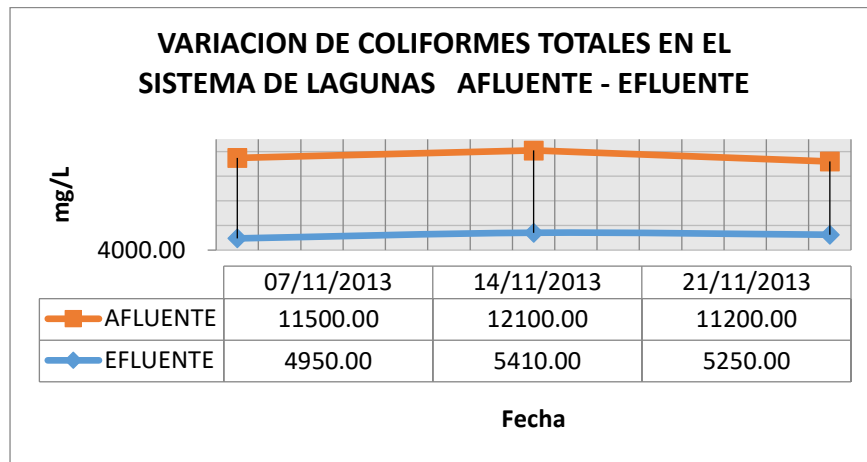 VARIACION DE COLIFORMES TOTALES EN EL
SISTEMA DE LAGUNAS AFLUENTE - EFLUENTE
mg/L
4000.00
07/11/2013 14/11/2013 21/11/2013
AFLUENTE 11500.00 12100.00 11200.00
EFLUENTE 4950.00 5410.00 5250.00
Fecha